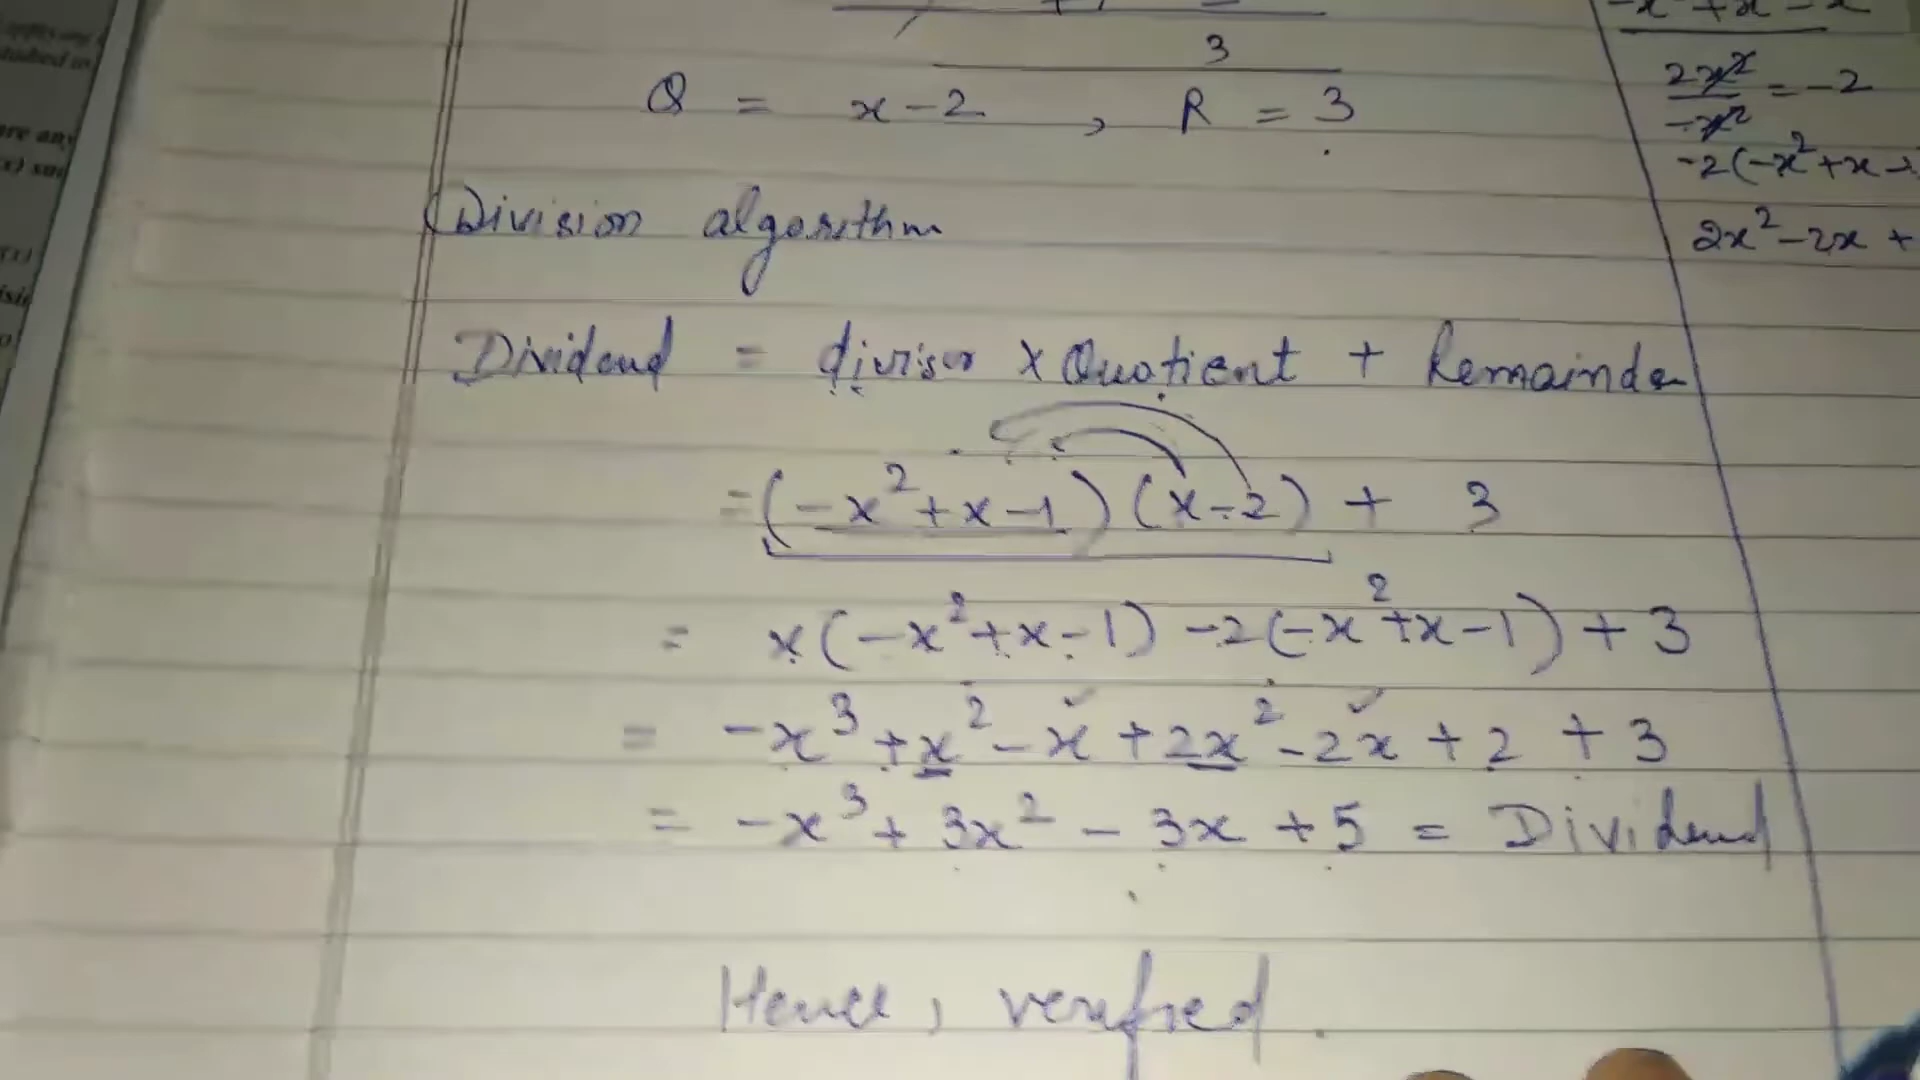 3
Q = x-2 , R = 3
Division algorithm
Dividend = divisor x Quotient + Remainder
= (-x²+x-1) (x-2) + 3
= x(-x²+x-1) -2(-x²+x-1) + 3
= -x³+x²-x+2x²-2x+2+3
= -x³+3x²-3x+5 = Dividend
Hence, verified.
2x²/-x² = -2
-2(-x²+x-
2x²-2x+
are any